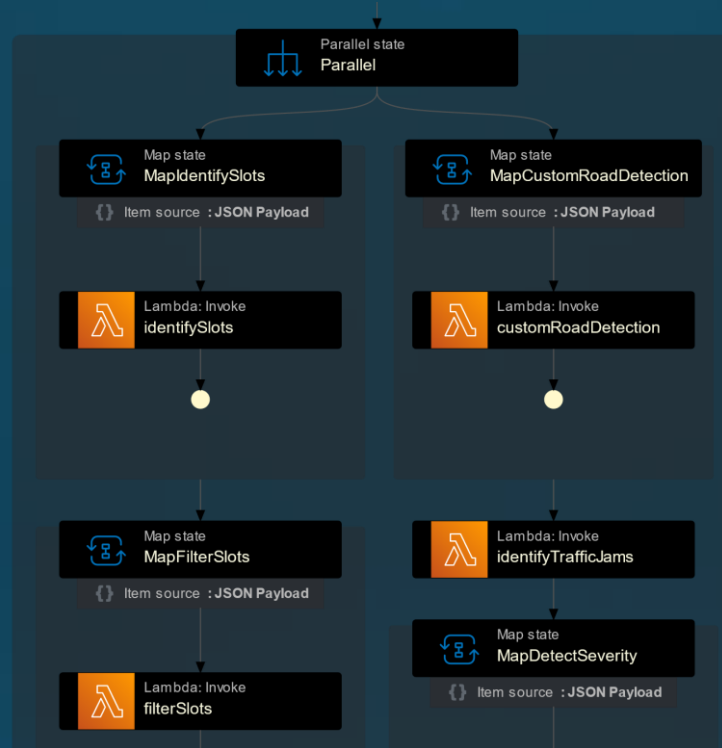 Parallel state
Parallel
Map state
MapIdentifySlots
{} Item source : JSON Payload
Lambda: Invoke
identifySlots
Map state
MapFilterSlots
{} Item source : JSON Payload
Lambda: Invoke
filterSlots
Map state
MapCustomRoadDetection
{} Item source : JSON Payload
Lambda: Invoke
customRoadDetection
Lambda: Invoke
identifyTrafficJams
Map state
MapDetectSeverity
{} Item source : JSON Payload